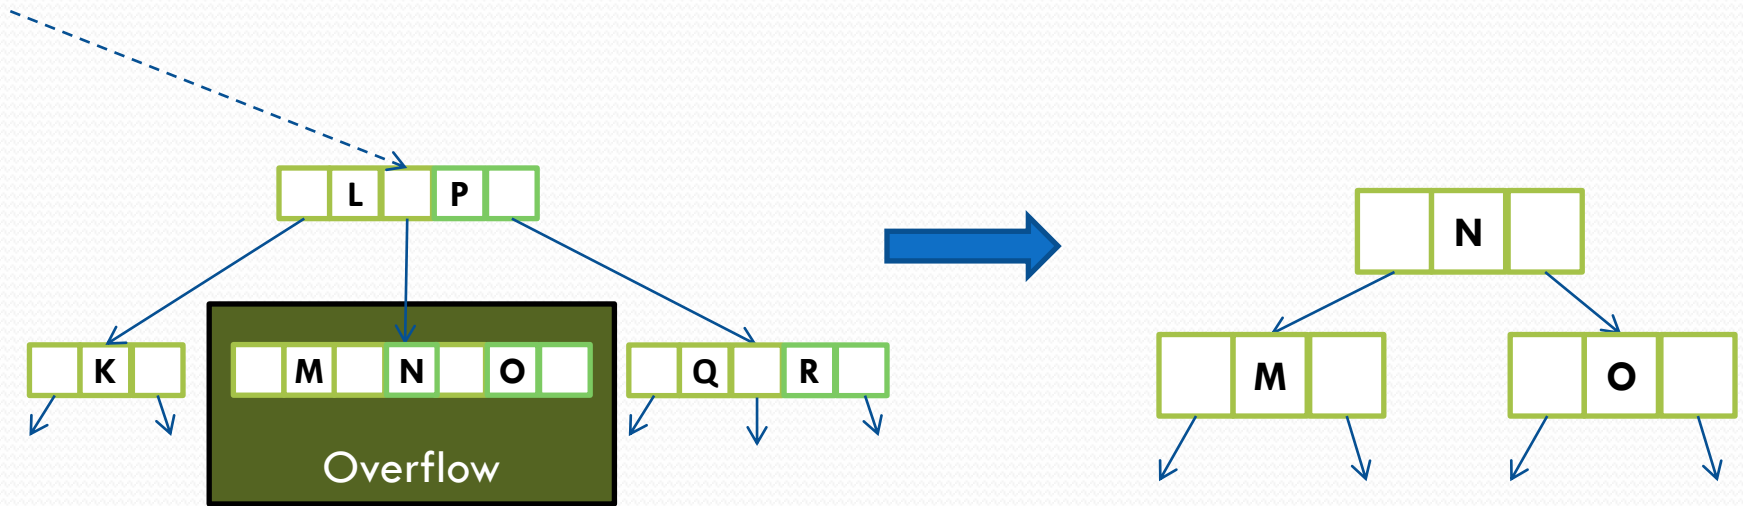 L P
N
K M N O Q R
M O
Overflow